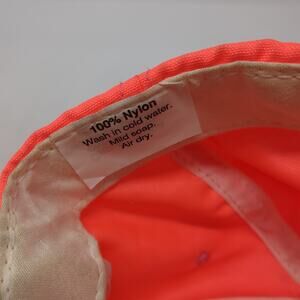 100% Nylon
Wash in cold water.
Mild soap.
Air dry.